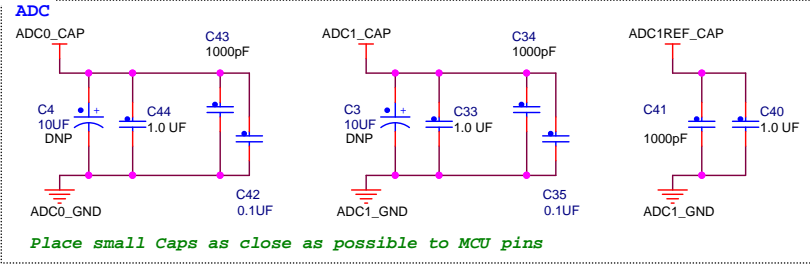 ADC
ADC0_CAP
C43
1000pF
C4
10UF
DNP
+
C44
1.0 UF
C42
0.1UF
ADC0_GND
ADC1_CAP
C34
1000pF
C3
10UF
DNP
+
C33
1.0 UF
C35
0.1UF
ADC1_GND
ADC1REF_CAP
C41
1000pF
C40
1.0 UF
ADC1_GND
Place small Caps as close as possible to MCU pins